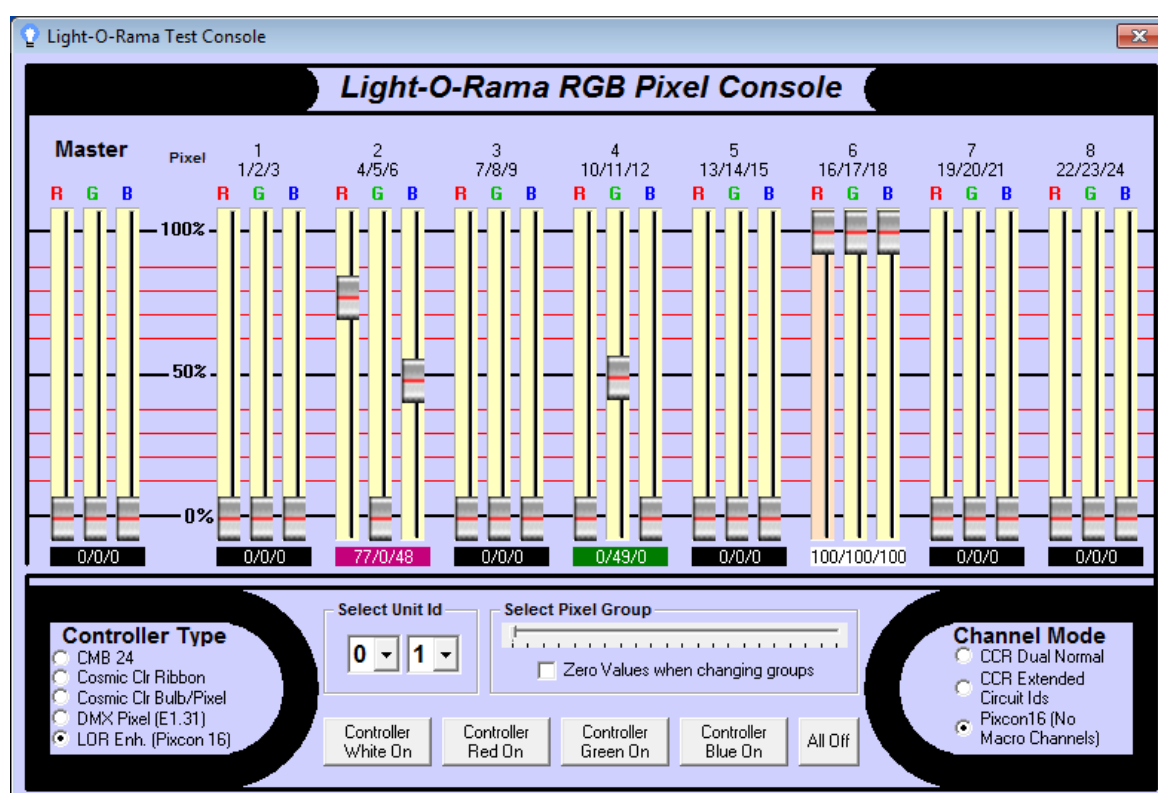 Light-O-Rama Test Console
Light-O-Rama RGB Pixel Console
Master Pixel 1 2 3 4 5 6 7 8
1/2/3 4/5/6 7/8/9 10/11/12 13/14/15 16/17/18 19/20/21 22/23/24
R G B R G B R G B R G B R G B R G B R G B R G B R G B
100%
50%
0%
0/0/0 0/0/0 77/0/48 0/0/0 0/49/0 0/0/0 100/100/100 0/0/0 0/0/0
Controller Type
CMB 24
Cosmic Clr Ribbon
Cosmic Clr Bulb/Pixel
DMX Pixel (E1.31)
LOR Enh. (Pixcon 16)
Select Unit Id
0 1
Select Pixel Group
Zero Values when changing groups
Controller
White On
Controller
Red On
Controller
Green On
Controller
Blue On
All Off
Channel Mode
CCR Dual Normal
CCR Extended
Circuit Ids
Pixcon16 (No
Macro Channels)